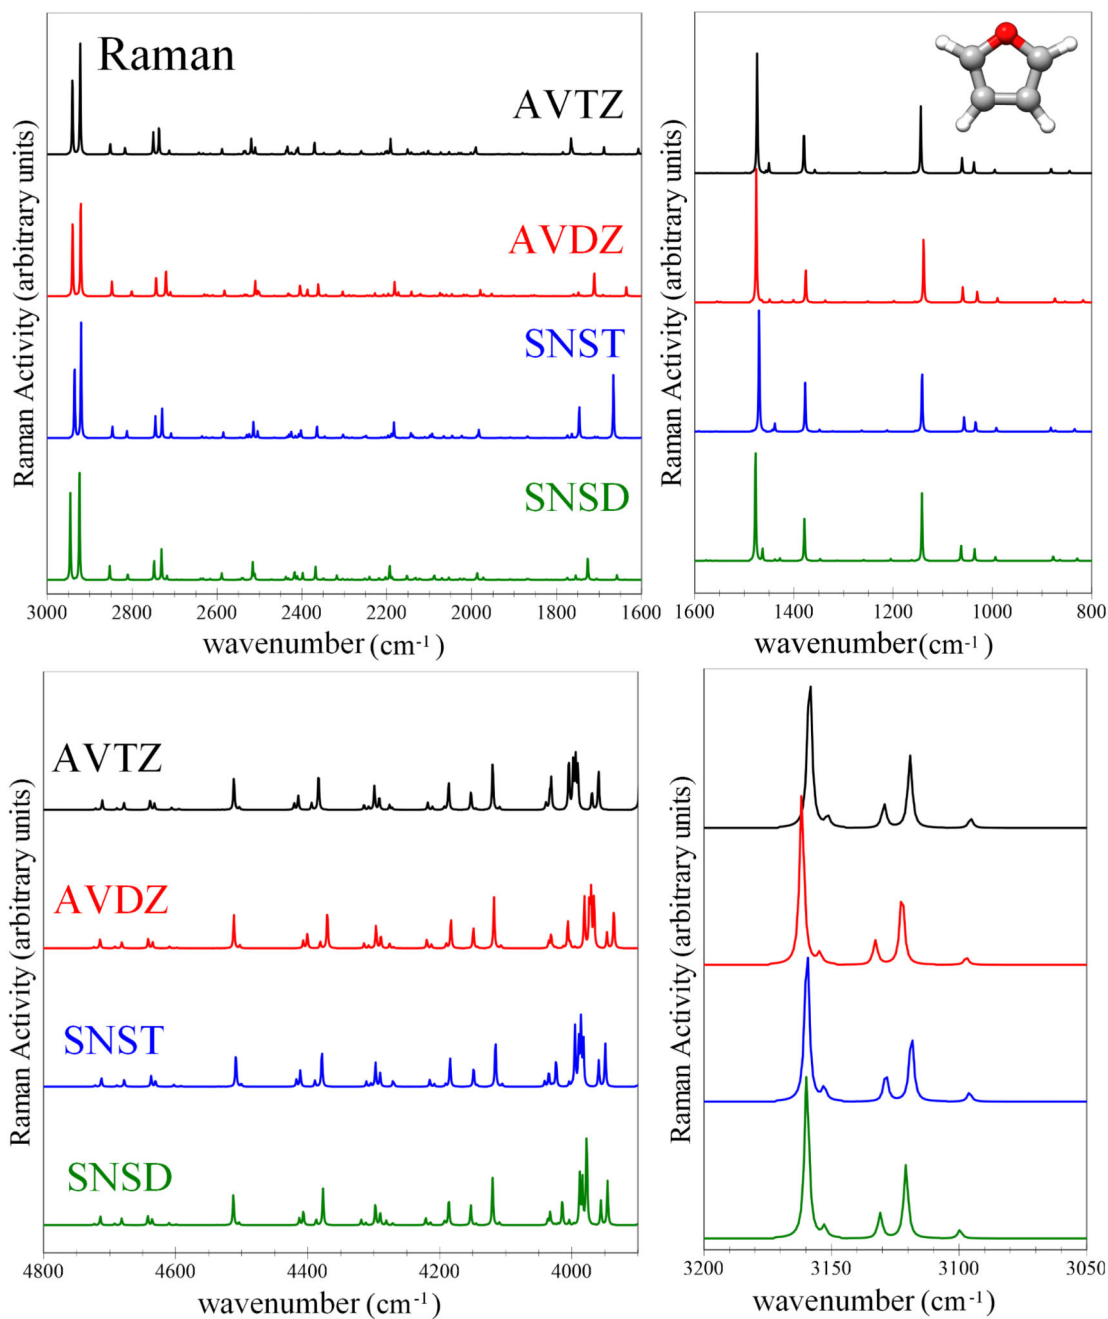 Raman
AVTZ
AVDZ
SNST
SNSD
Raman Activity (arbitrary units)
3000 2800 2600 2400 2200 2000 1800 1600
wavenumber (cm⁻¹)
Raman Activity (arbitrary units)
1600 1400 1200 1000 800
wavenumber(cm⁻¹)
AVTZ
AVDZ
SNST
SNSD
Raman Activity (arbitrary units)
4800 4600 4400 4200 4000
wavenumber (cm⁻¹)
Raman Activity (arbitrary units)
3200 3150 3100 3050
wavenumber (cm⁻¹)